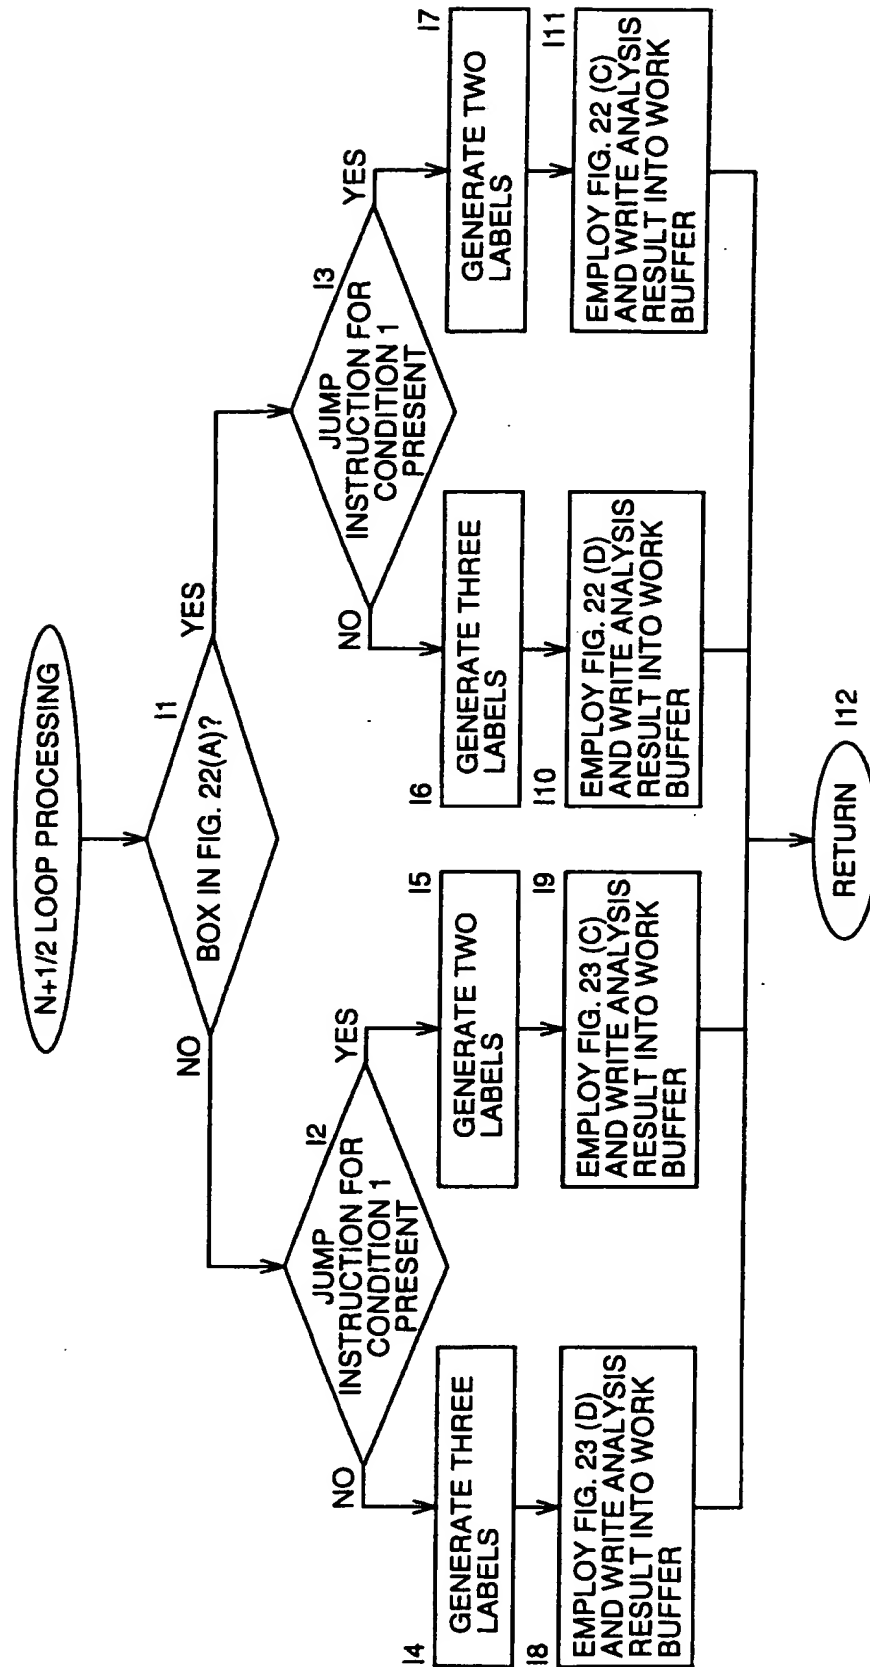 N+1/2 LOOP PROCESSING
I1
BOX IN FIG. 22(A)?
NO
YES
I2
JUMP
INSTRUCTION FOR
CONDITION 1
PRESENT
NO
YES
I3
JUMP
INSTRUCTION FOR
CONDITION 1
PRESENT
NO
YES
I4
GENERATE THREE
LABELS
I5
GENERATE TWO
LABELS
I6
GENERATE THREE
LABELS
I7
GENERATE TWO
LABELS
I8
EMPLOY FIG. 23 (D)
AND WRITE ANALYSIS
RESULT INTO WORK
BUFFER
I9
EMPLOY FIG. 23 (C)
AND WRITE ANALYSIS
RESULT INTO WORK
BUFFER
I10
EMPLOY FIG. 22 (D)
AND WRITE ANALYSIS
RESULT INTO WORK
BUFFER
I11
EMPLOY FIG. 22 (C)
AND WRITE ANALYSIS
RESULT INTO WORK
BUFFER
RETURN
I12